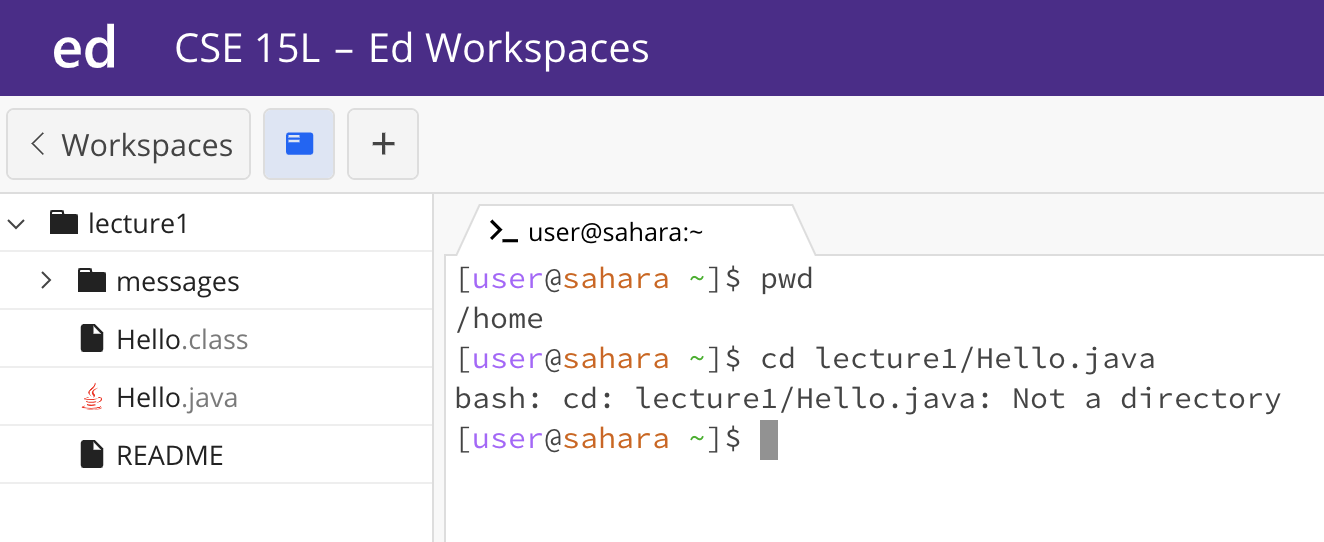 ed CSE 15L – Ed Workspaces
Workspaces
lecture1
messages
Hello.class
Hello.java
README
user@sahara:~
[user@sahara ~]$ pwd
/home
[user@sahara ~]$ cd lecture1/Hello.java
bash: cd: lecture1/Hello.java: Not a directory
[user@sahara ~]$